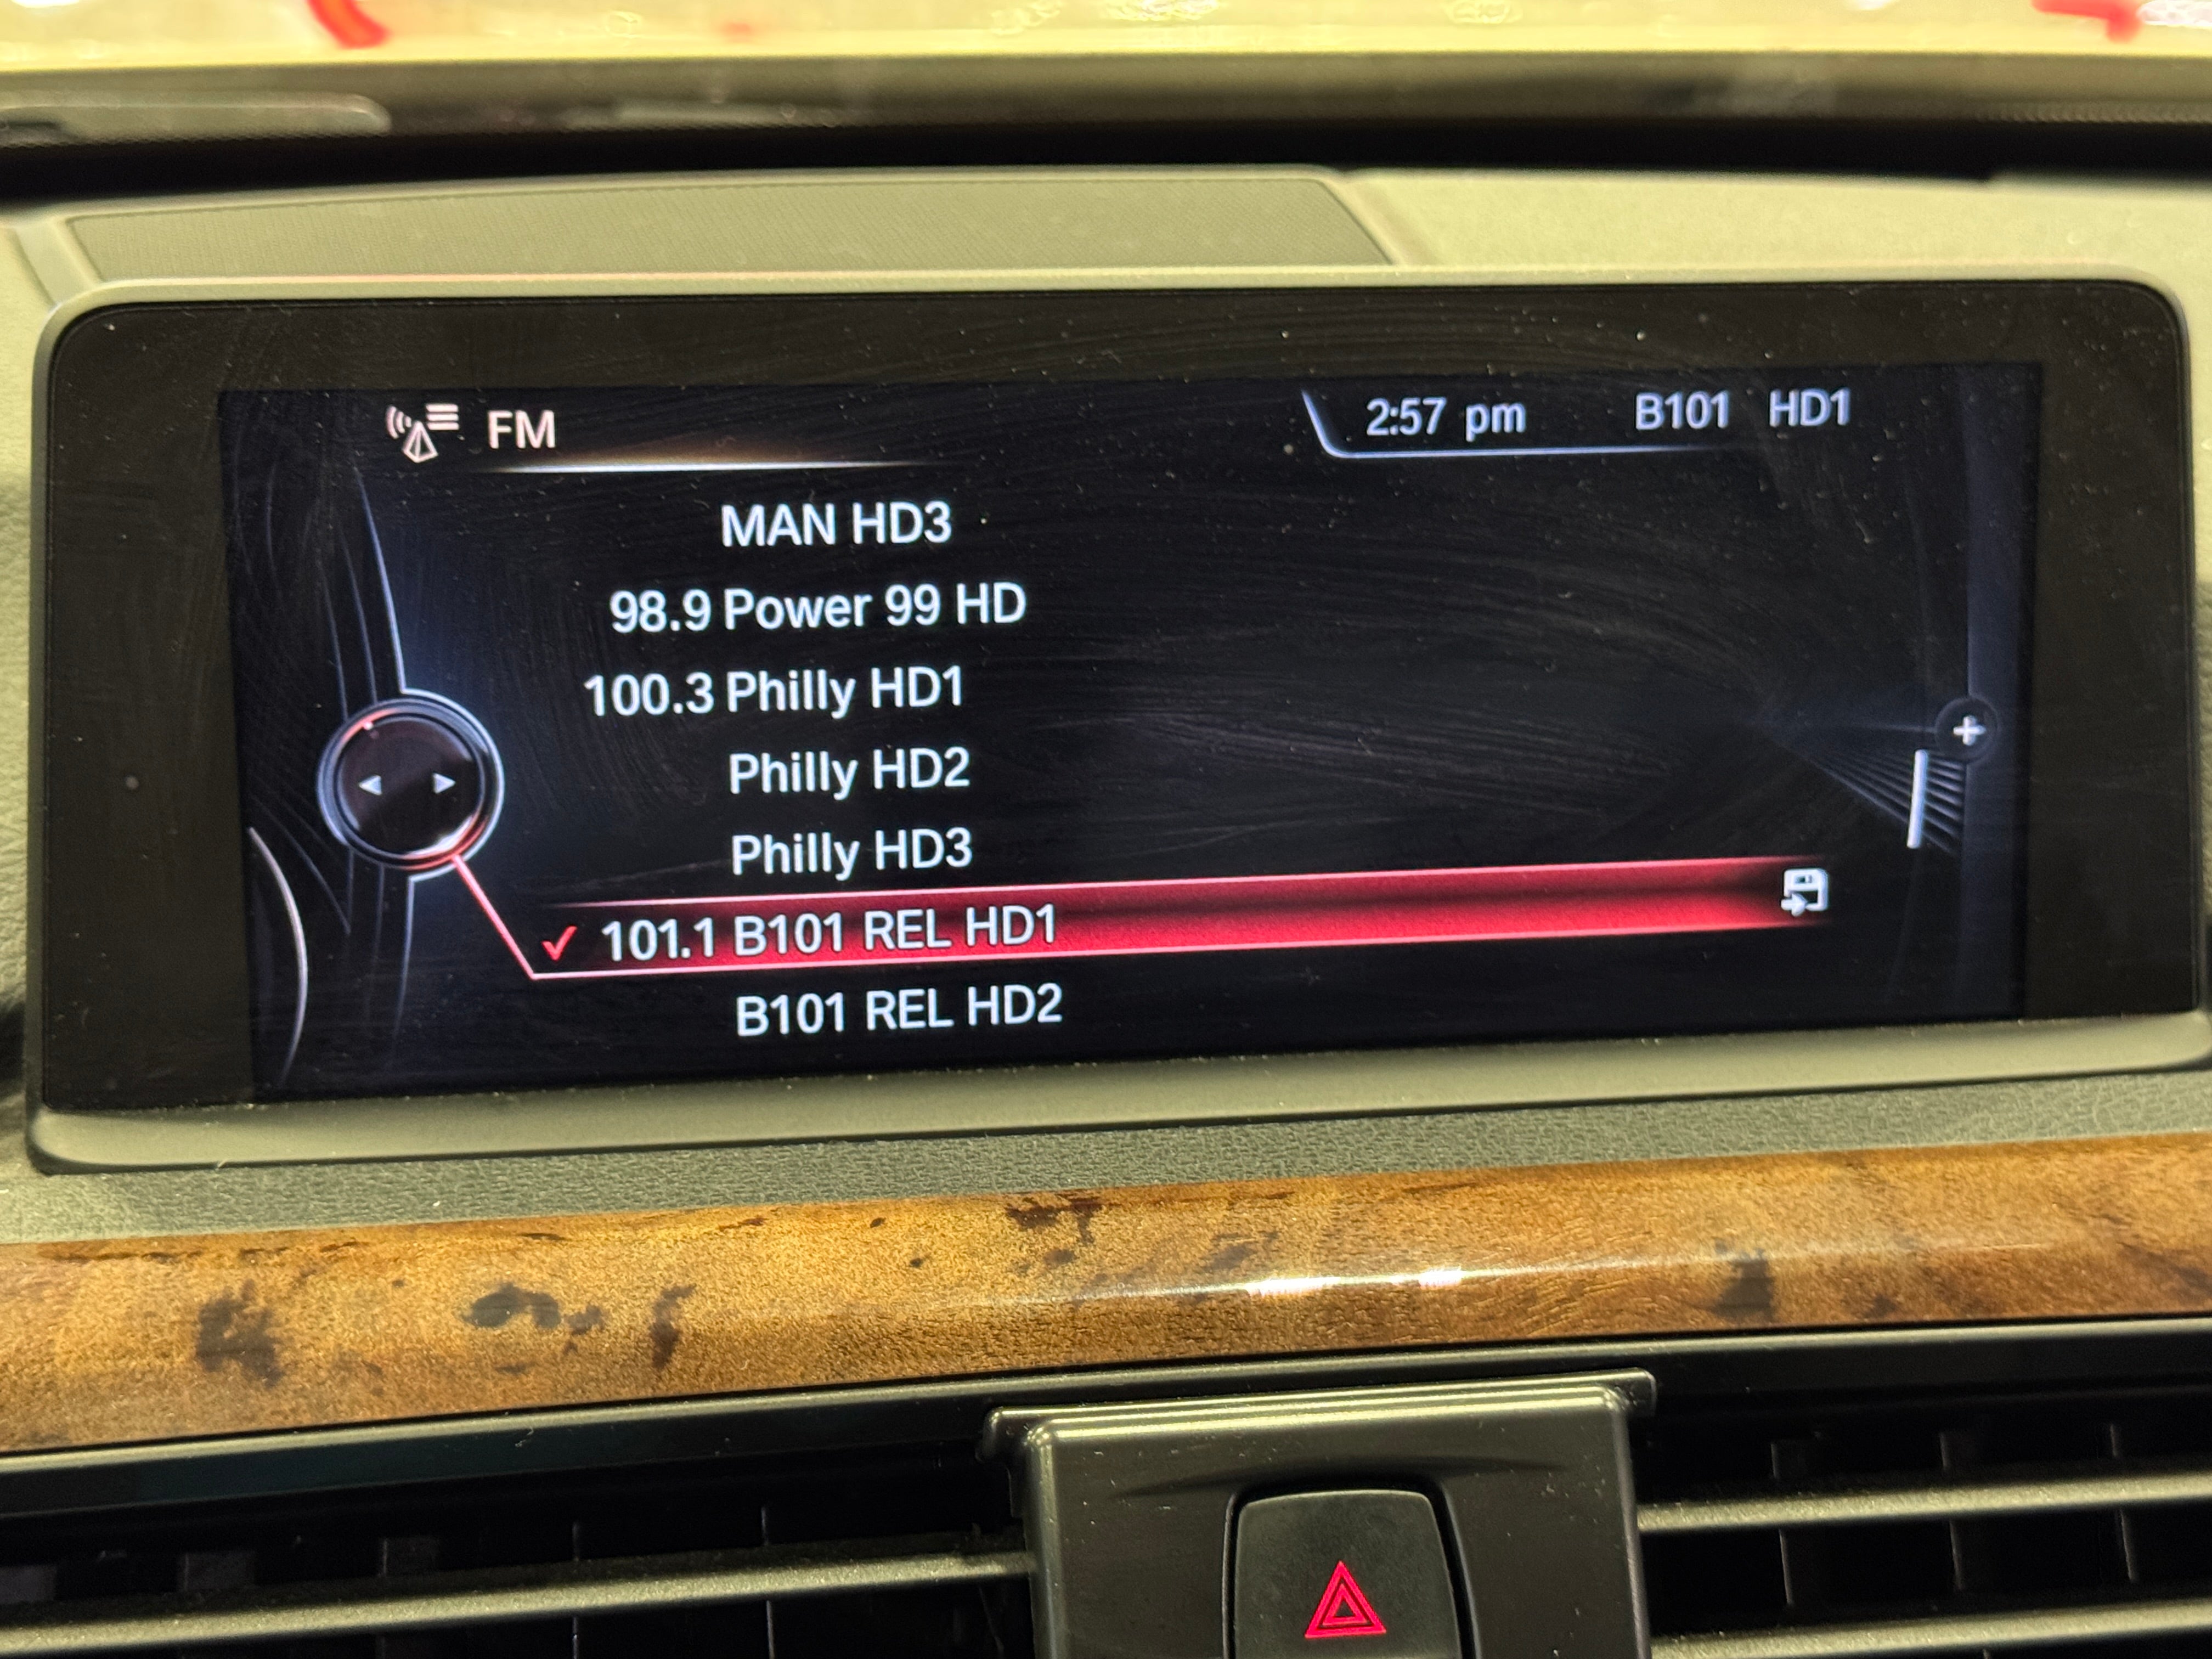 FM
2:57 pm B101 HD1
MAN HD3
98.9 Power 99 HD
100.3 Philly HD1
Philly HD2
Philly HD3
101.1 B101 REL HD1
B101 REL HD2